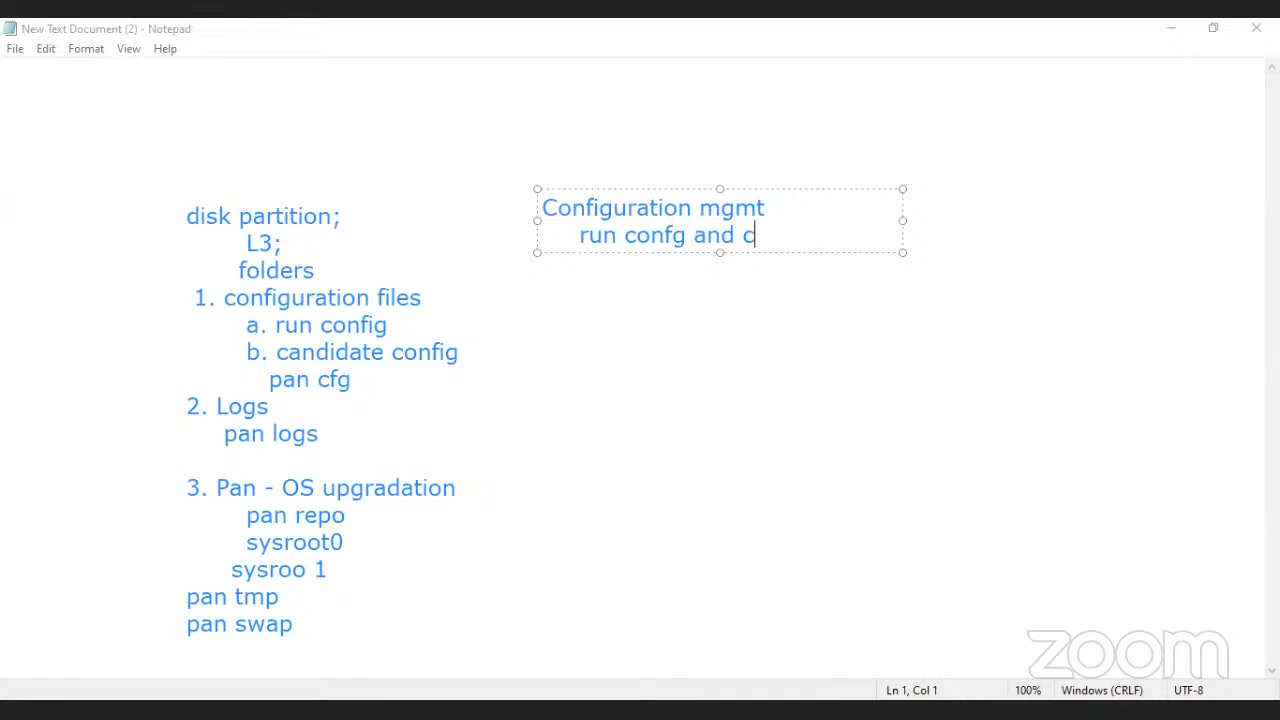 New Text Document (2) - Notepad
File Edit Format View Help
disk partition;
L3;
folders
1. configuration files
a. run config
b. candidate config
pan cfg
2. Logs
pan logs
3. Pan - OS upgradation
pan repo
sysroot0
sysroo 1
pan tmp
pan swap
Configuration mgmt
run confg and c
zoom
Ln 1, Col 1 100% Windows (CRLF) UTF-8